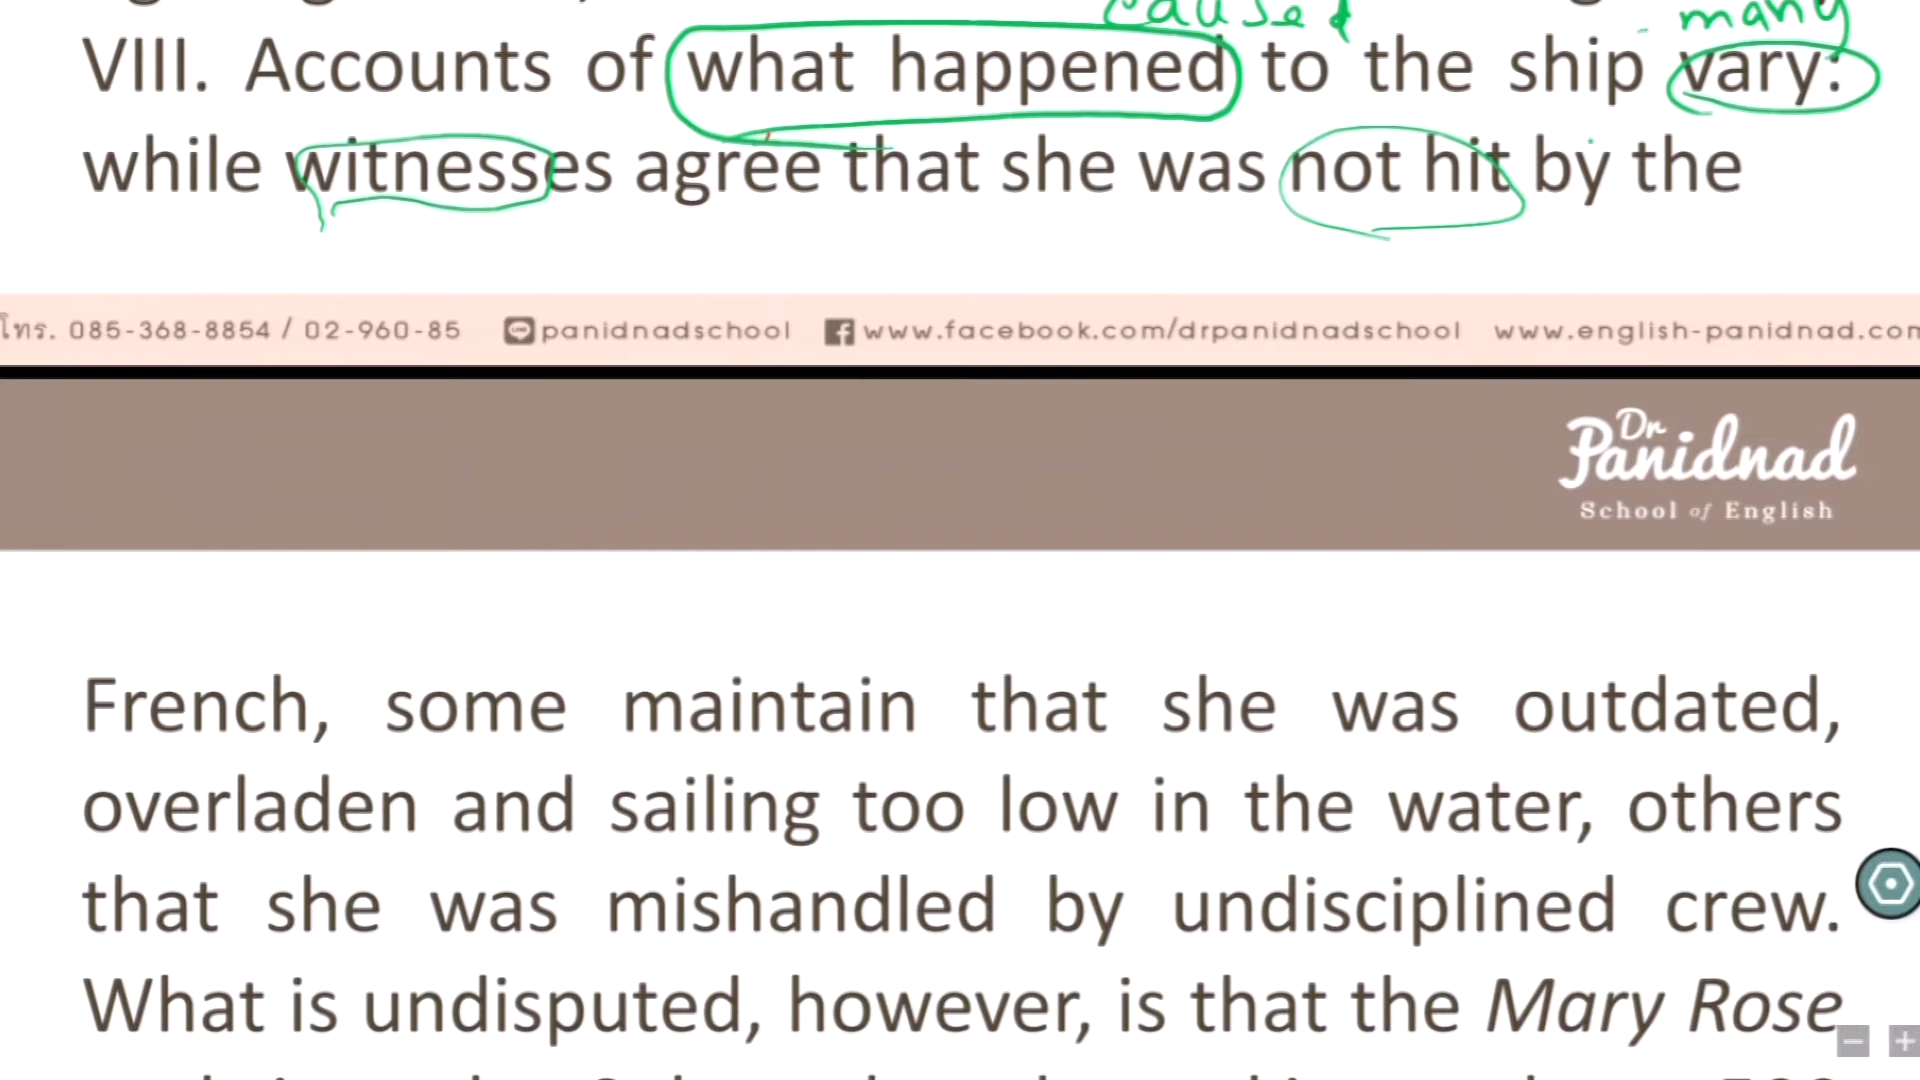 caused many
VIII. Accounts of what happened to the ship vary:
while witnesses agree that she was not hit by the
โทร. 085-368-8854 / 02-960-85 panidnadschool www.facebook.com/drpanidnadschool www.english-panidnad.com
Dr
Panidnad
School of English
French, some maintain that she was outdated,
overladen and sailing too low in the water, others
that she was mishandled by undisciplined crew.
What is undisputed, however, is that the Mary Rose